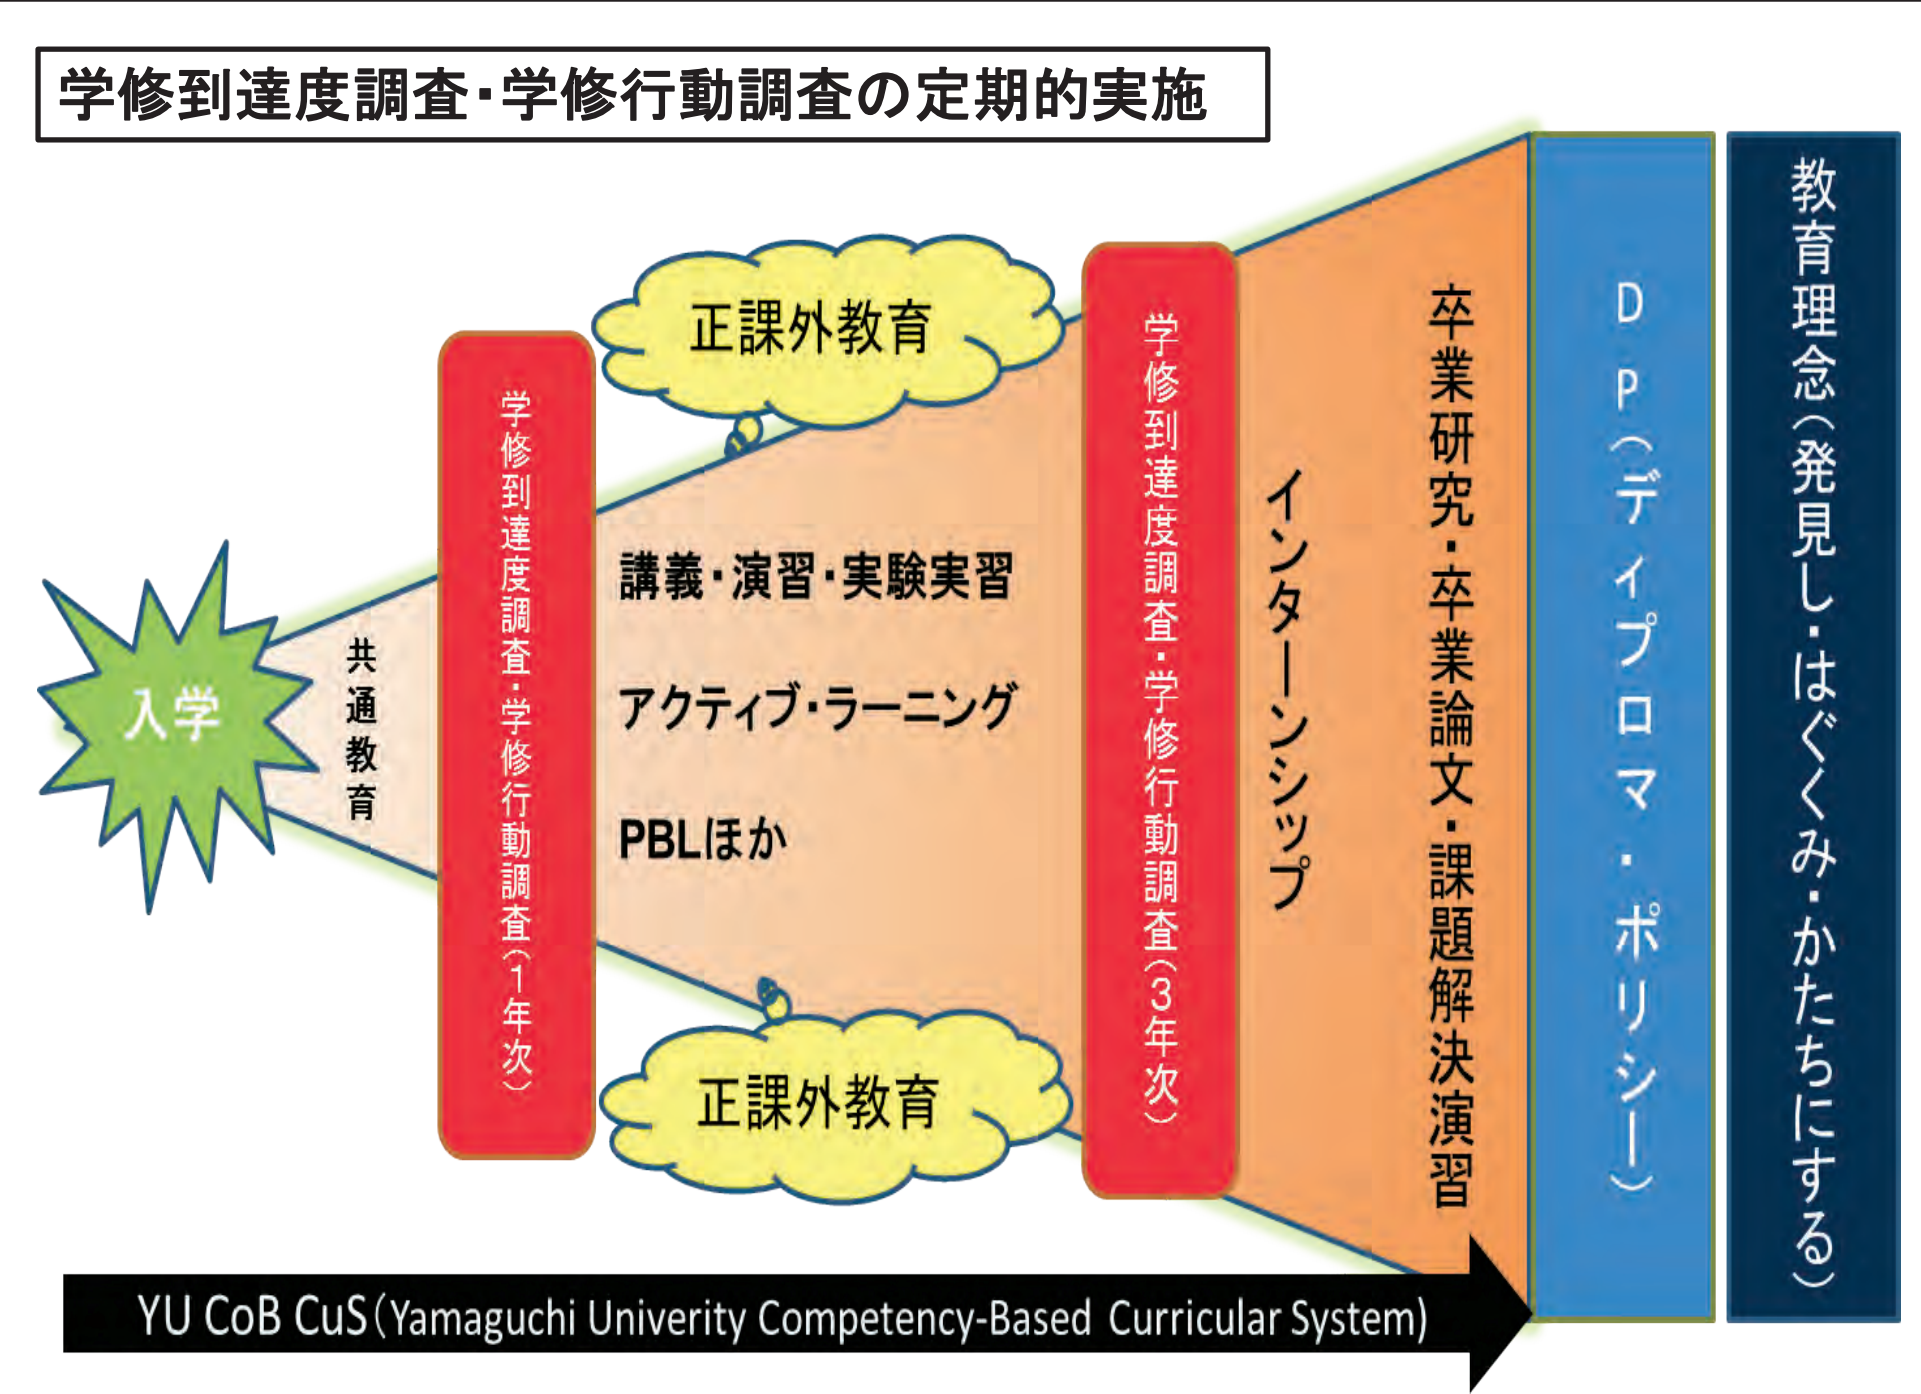 学修到達度調査・学修行動調査の定期的実施
入学
共通教育
学修到達度調査・学修行動調査（1年次）
正課外教育
講義・演習・実験実習
アクティブ・ラーニング
PBLほか
正課外教育
学修到達度調査・学修行動調査（3年次）
インターンシップ
卒業研究・卒業論文・課題解決演習
DP（ディプロマ・ポリシー）
教育理念（発見し・はぐくみ・かたちにする）
YU CoB CuS（Yamaguchi Univerity Competency-Based Curricular System)